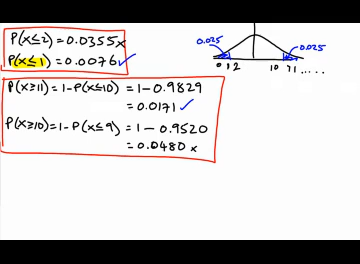 P(x≤2)=0.0355x
P(x≤1)=0.0076✓
P(x≥11)=1-P(x≤10)=1-0.9829
=0.0171 ✓
P(x≥10)=1-P(x≤9)=1-0.9520
=0.0480 x
0.025
0.025
0 1 2 10 11 .....